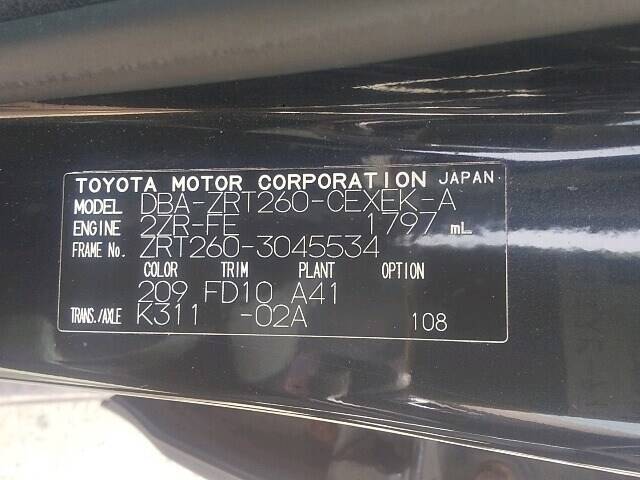 TOYOTA MOTOR CORPORATION JAPAN
MODEL DBA-ZRT260-CEXEK-A
ENGINE 2ZR-FE 1797 mL
FRAME No. ZRT260-3045534
COLOR TRIM PLANT OPTION
209 FD10 A41
TRANS./AXLE K311 -02A 108